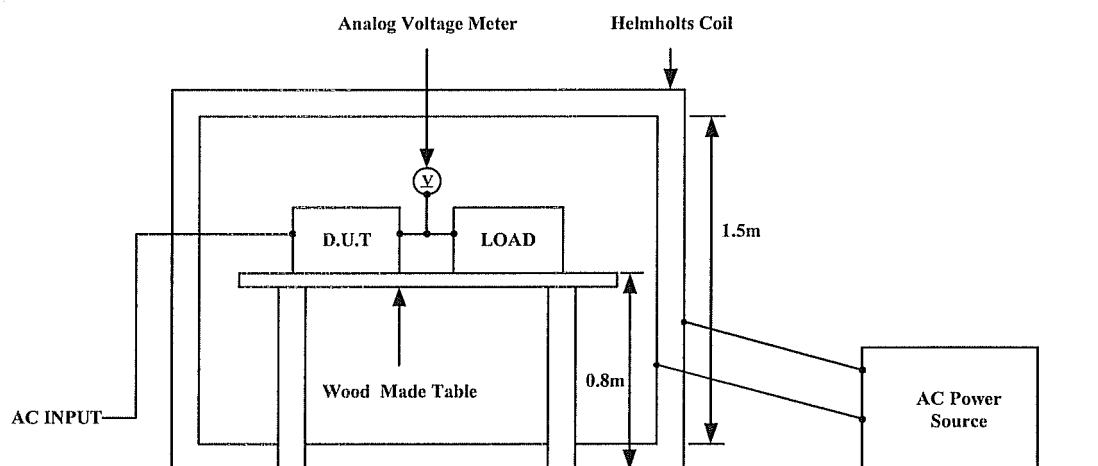 Analog Voltage Meter
Helmholts Coil
V
D.U.T
LOAD
1.5m
0.8m
Wood Made Table
AC INPUT
AC Power
Source